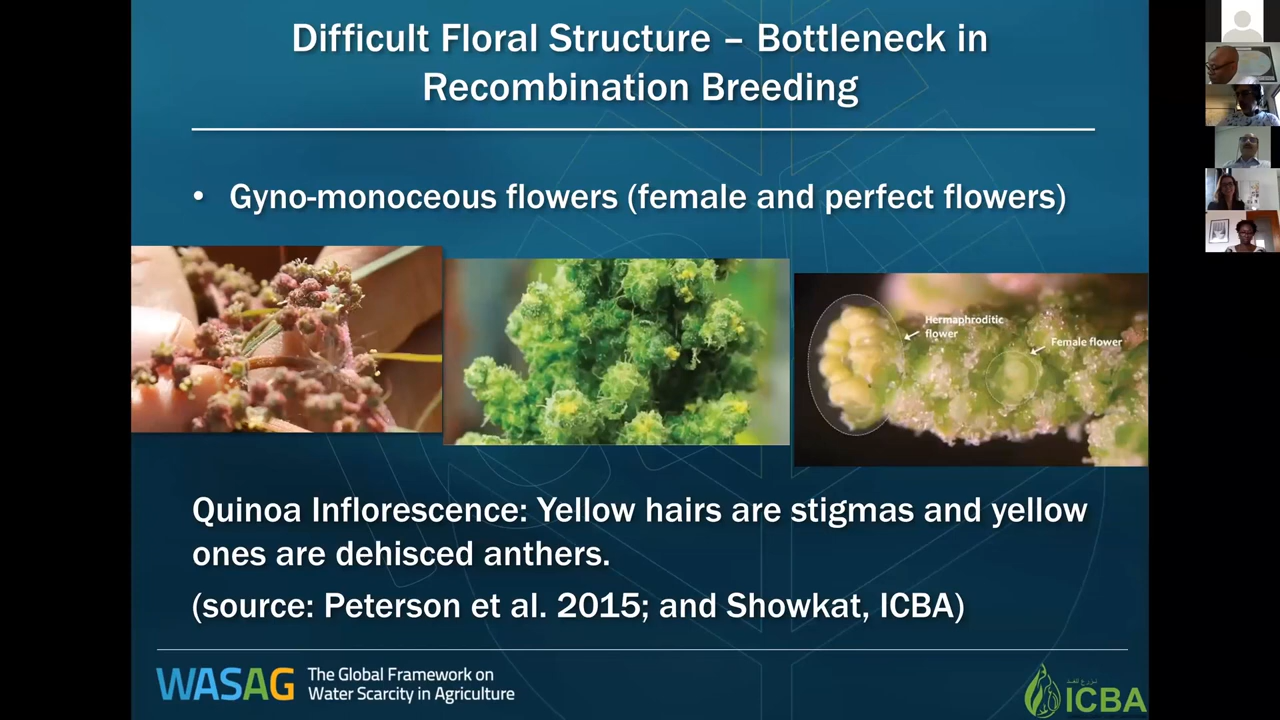 Difficult Floral Structure – Bottleneck in
Recombination Breeding
• Gyno-monoceous flowers (female and perfect flowers)
Hermaphroditic
flower
Female flower
Quinoa Inflorescence: Yellow hairs are stigmas and yellow
ones are dehisced anthers.
(source: Peterson et al. 2015; and Showkat, ICBA)
WASAG
The Global Framework on
Water Scarcity in Agriculture
ICBA